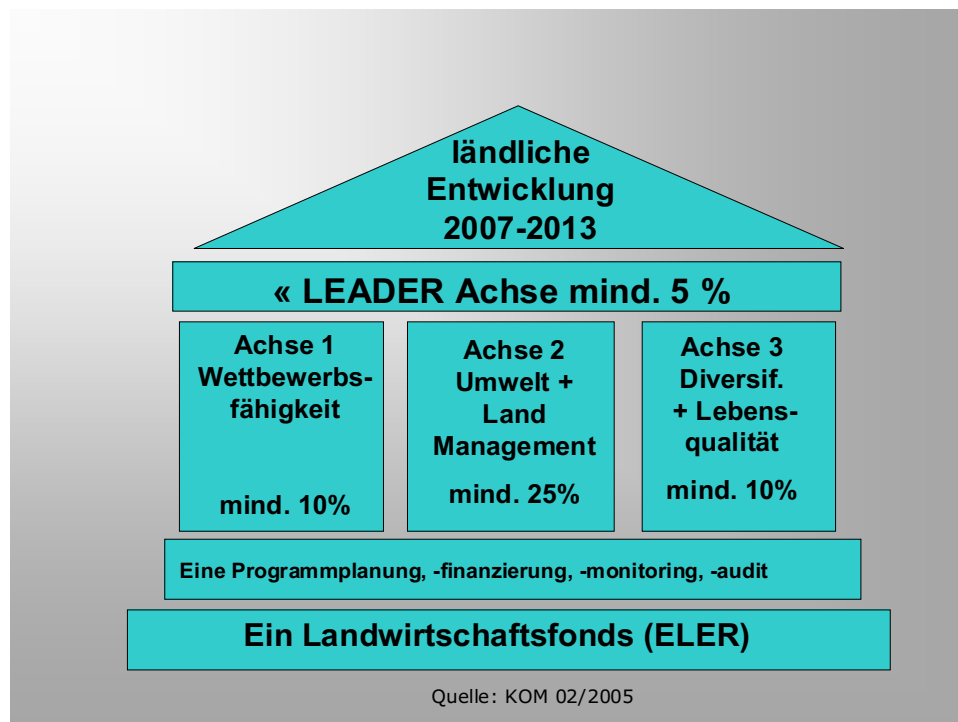 ländliche
Entwicklung
2007-2013
« LEADER Achse mind. 5 %
Achse 1
Wettbewerbs-
fähigkeit
mind. 10%
Achse 2
Umwelt +
Land
Management
mind. 25%
Achse 3
Diversif.
+ Lebens-
qualität
mind. 10%
Eine Programmplanung, -finanzierung, -monitoring, -audit
Ein Landwirtschaftsfonds (ELER)
Quelle: KOM 02/2005